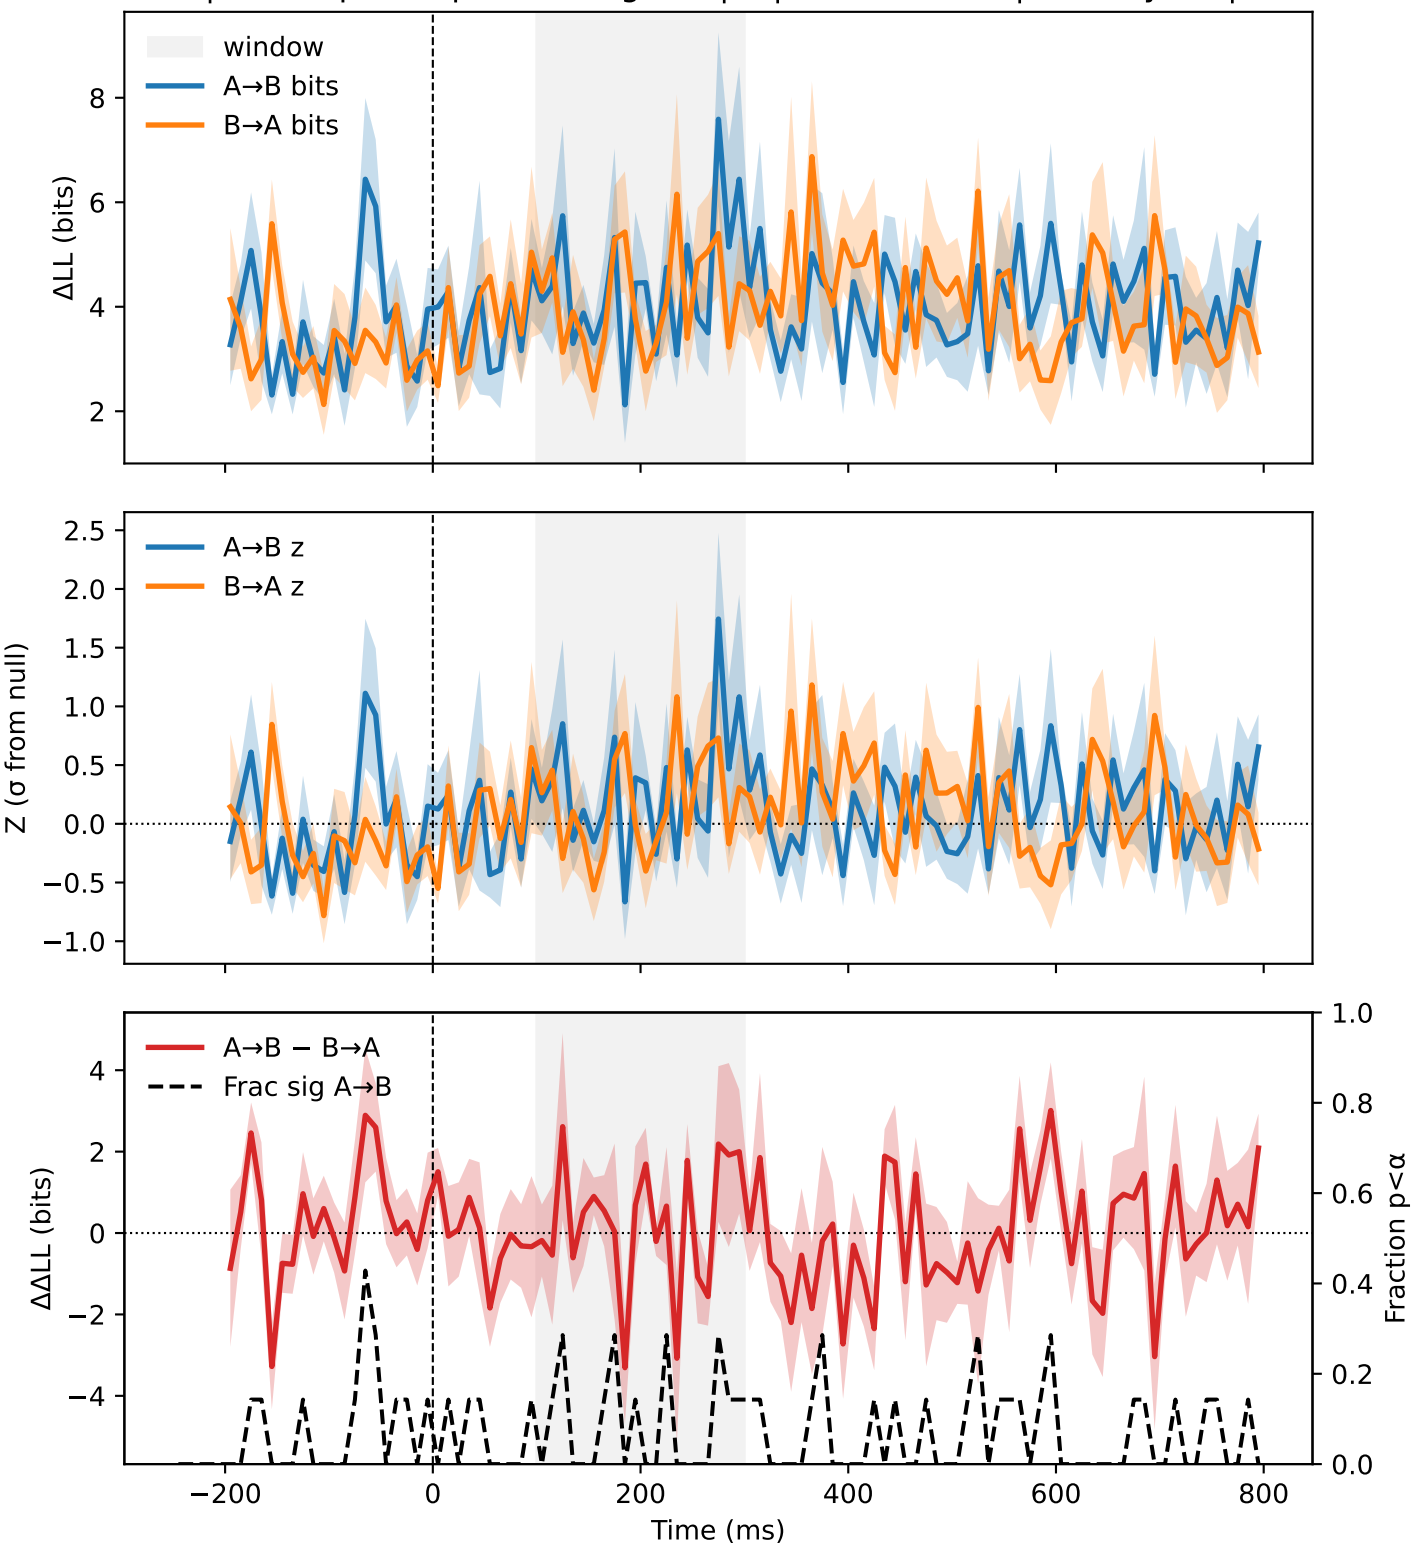 window
A→B bits
B→A bits
ΔLL (bits)
8
6
4
2
A→B z
B→A z
Z (σ from null)
2.5
2.0
1.5
1.0
0.5
0.0
−0.5
−1.0
A→B − B→A
Frac sig A→B
ΔΔLL (bits)
4
2
0
−2
−4
1.0
0.8
0.6
0.4
0.2
0.0
Fraction p<α
−200
0
200
400
600
800
Time (ms)